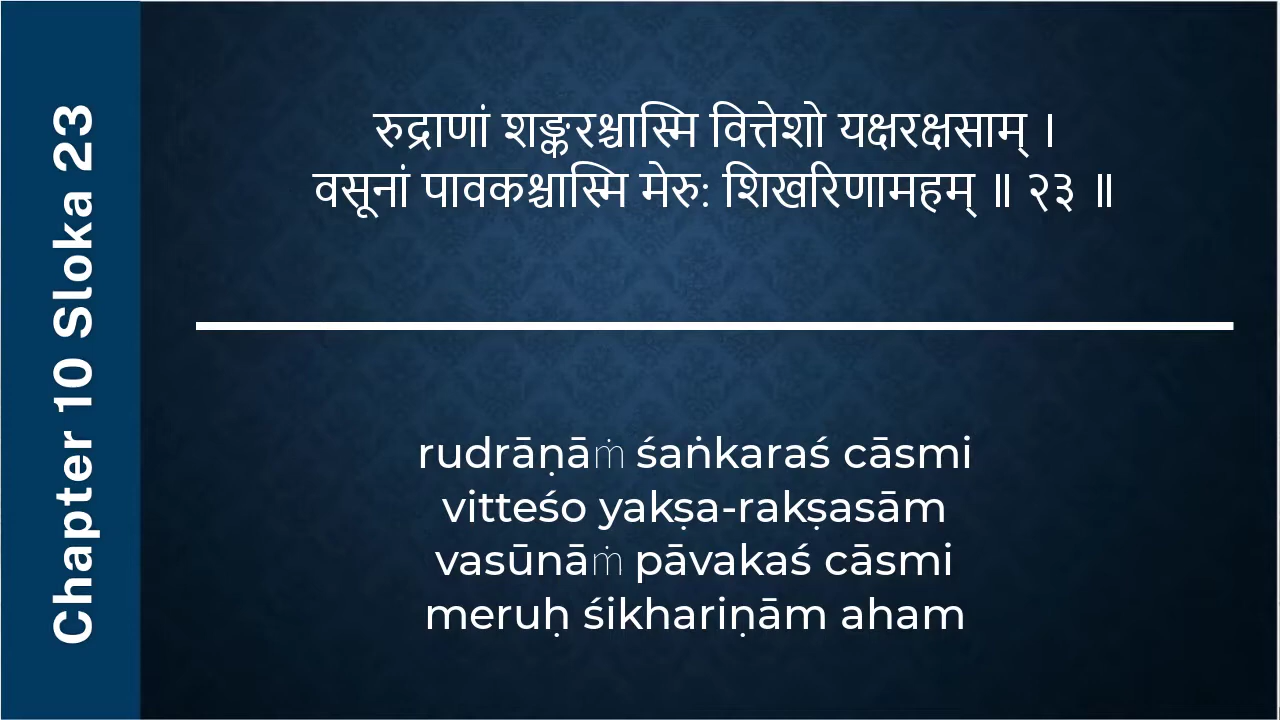 Chapter 10 Sloka 23
रुद्राणां शङ्करश्चास्मि वित्तेशो यक्षरक्षसाम् ।
वसूनां पावकश्चास्मि मेरुः शिखरिणामहम् ॥ २३ ॥
rudrāṇāṁ śaṅkaraś cāsmi
vitteśo yakṣa-rakṣasām
vasūnāṁ pāvakaś cāsmi
meruḥ śikhariṇām aham